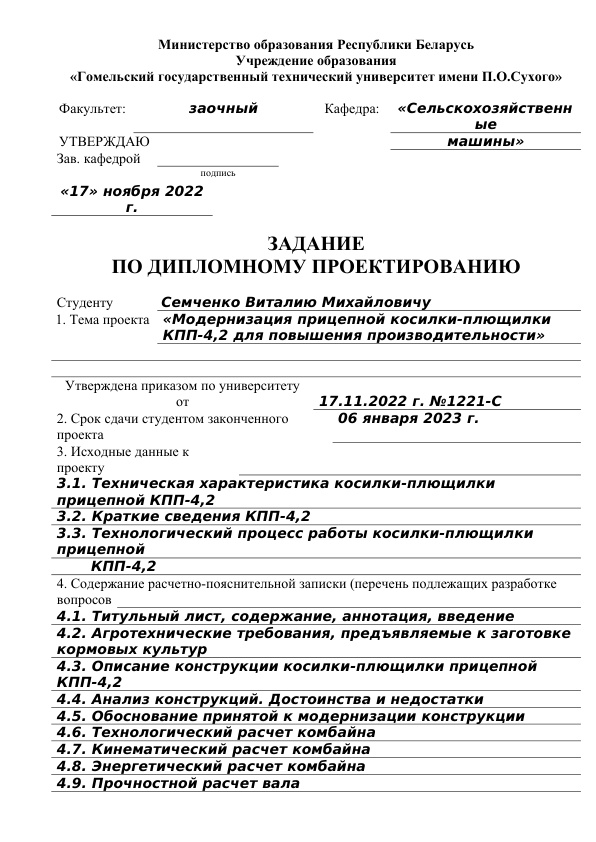 Министерство образования Республики Беларусь
Учреждение образования
«Гомельский государственный технический университет имени П.О.Сухого»
Факультет: заочный Кафедра: «Сельскохозяйственн
ые
УТВЕРЖДАЮ машины»
Зав. кафедрой
подпись
«17» ноября 2022
г.
ЗАДАНИЕ
ПО ДИПЛОМНОМУ ПРОЕКТИРОВАНИЮ
Студенту Семченко Виталию Михайловичу
1. Тема проекта «Модернизация прицепной косилки-плющилки
КПП-4,2 для повышения производительности»
Утверждена приказом по университету
от 17.11.2022 г. №1221-С
2. Срок сдачи студентом законченного 06 января 2023 г.
проекта
3. Исходные данные к
проекту
3.1. Техническая характеристика косилки-плющилки
прицепной КПП-4,2
3.2. Краткие сведения КПП-4,2
3.3. Технологический процесс работы косилки-плющилки
прицепной
КПП-4,2
4. Содержание расчетно-пояснительной записки (перечень подлежащих разработке
вопросов
4.1. Титульный лист, содержание, аннотация, введение
4.2. Агротехнические требования, предъявляемые к заготовке
кормовых культур
4.3. Описание конструкции косилки-плющилки прицепной
КПП-4,2
4.4. Анализ конструкций. Достоинства и недостатки
4.5. Обоснование принятой к модернизации конструкции
4.6. Технологический расчет комбайна
4.7. Кинематический расчет комбайна
4.8. Энергетический расчет комбайна
4.9. Прочностной расчет вала